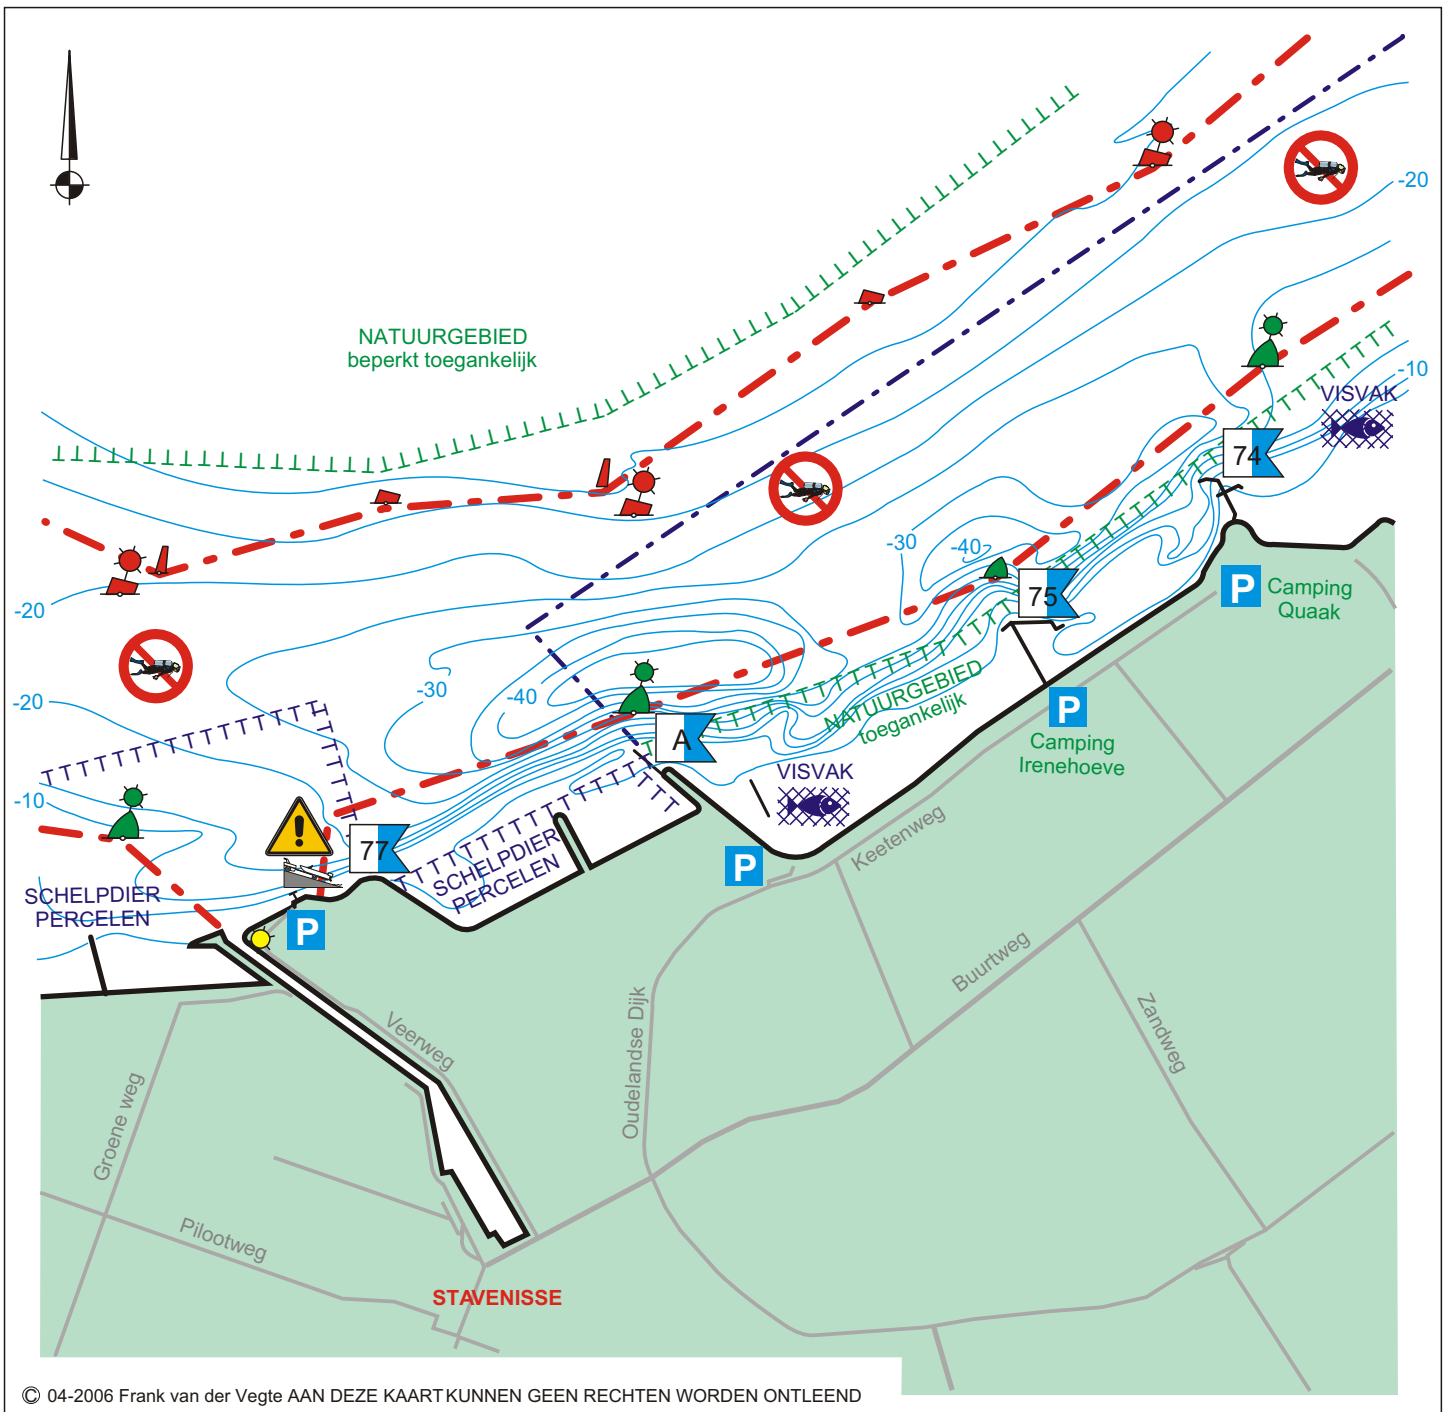 -20
NATUURGEBIED
beperkt toegankelijk
-10
VISVAK
74
-30
-40
75
Camping
Quaak
P
-20
NATUURGEBIED
toegankelijk
-30
-40
P
-20
A
Camping
Irenehoeve
VISVAK
-10
77
SCHELPDIER
PERCELEN
P
Keetenweg
SCHELPDIER
PERCELEN
P
Buurtweg
Oudelandse Dijk
Zandweg
Veerweg
Groene weg
Pilootweg
STAVENISSE
© 04-2006 Frank van der Vegte AAN DEZE KAART KUNNEN GEEN RECHTEN WORDEN ONTLEEND